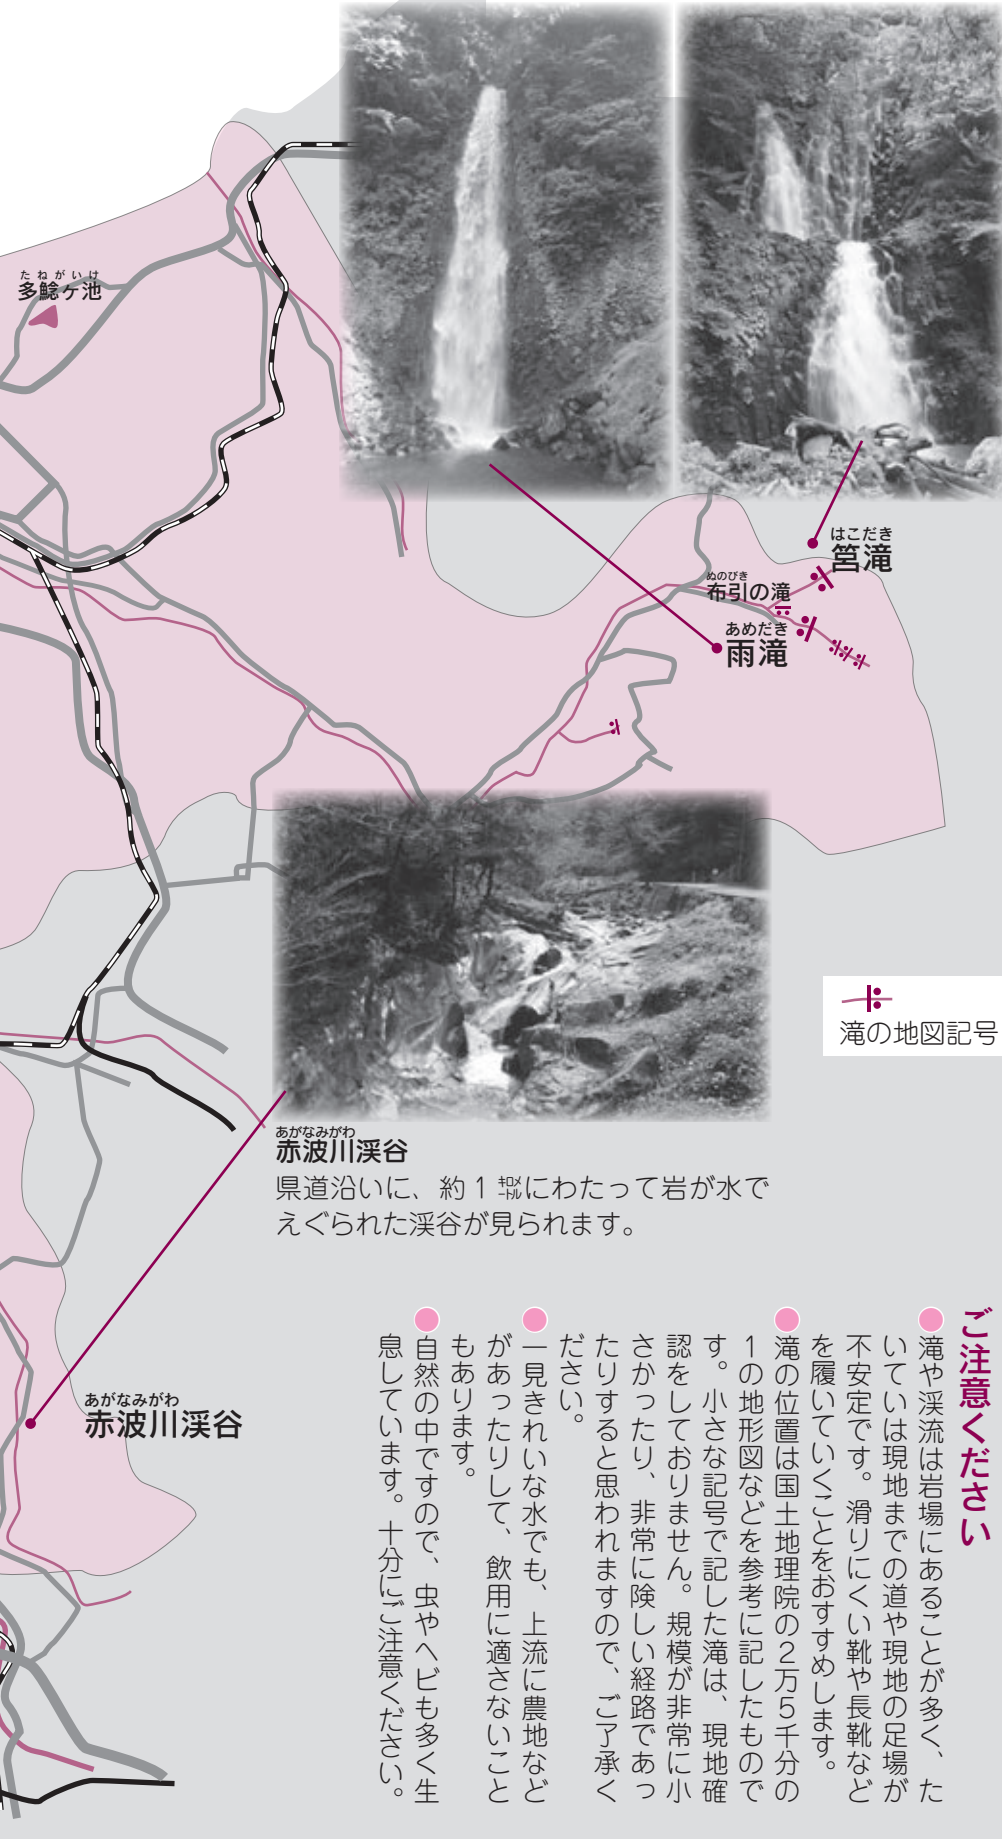 たねがいけ
多鯰ヶ池
はこだき
筥滝
ぬのびき
布引の滝
あめだき
雨滝
滝の地図記号
あがなみがわ
赤波川渓谷
県道沿いに、約1㌖にわたって岩が水で
えぐられた渓谷が見られます。
あがなみがわ
赤波川渓谷
ご注意ください
●滝や渓流は岩場にあることが多く、た
いていは現地までの道や現地の足場が
不安定です。滑りにくい靴や長靴など
を履いていくことをおすすめします。
●滝の位置は国土地理院の2万5千分の
1の地形図などを参考に記したもので
す。小さな記号で記した滝は、現地確
認をしておりません。規模が非常に小
さかったり、非常に険しい経路であっ
たりすると思われますので、ご了承く
ださい。
●一見きれいな水でも、上流に農地など
があったりして、飲用に適さないこと
もあります。
●自然の中ですので、虫やヘビも多く生
息しています。十分にご注意ください。